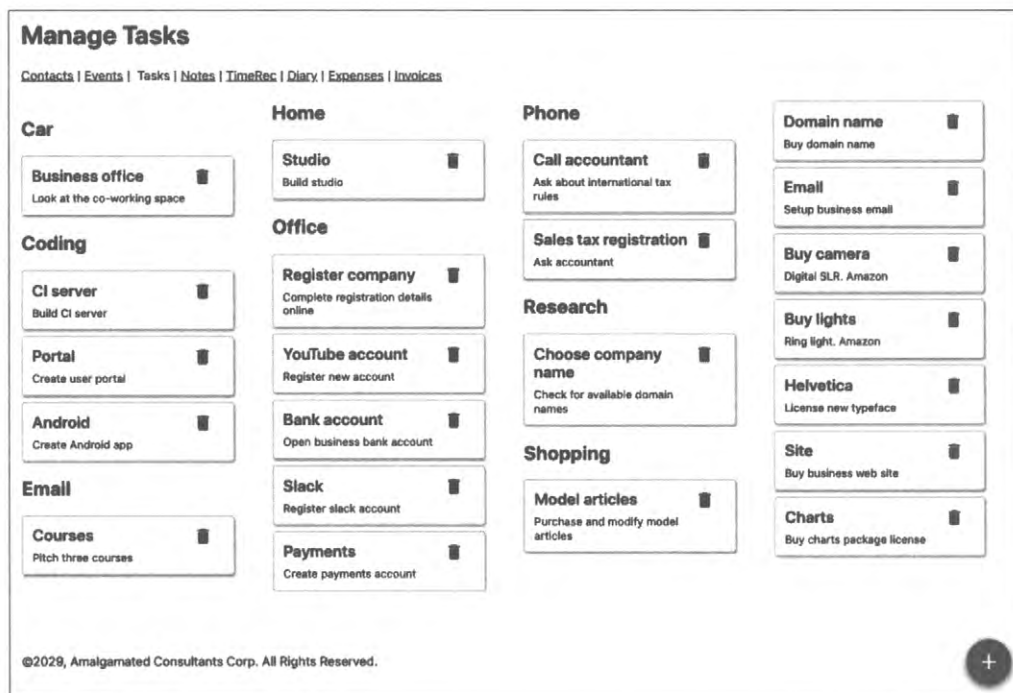 Manage Tasks
Contacts | Events | Tasks | Notes | TimeRec | Diary | Expenses | Invoices
Car
Business office
Look at the co-working space
Coding
CI server
Build CI server
Portal
Create user portal
Android
Create Android app
Email
Courses
Pitch three courses
Home
Studio
Build studio
Office
Register company
Complete registration details
online
YouTube account
Register new account
Bank account
Open business bank account
Slack
Register slack account
Payments
Create payments account
Phone
Call accountant
Ask about international tax
rules
Sales tax registration
Ask accountant
Research
Choose company
name
Check for available domain
names
Shopping
Model articles
Purchase and modify model
articles
Domain name
Buy domain name
Email
Setup business email
Buy camera
Digital SLR. Amazon
Buy lights
Ring light. Amazon
Helvetica
License new typeface
Site
Buy business web site
Charts
Buy charts package license
©2029, Amalgamated Consultants Corp. All Rights Reserved.
+